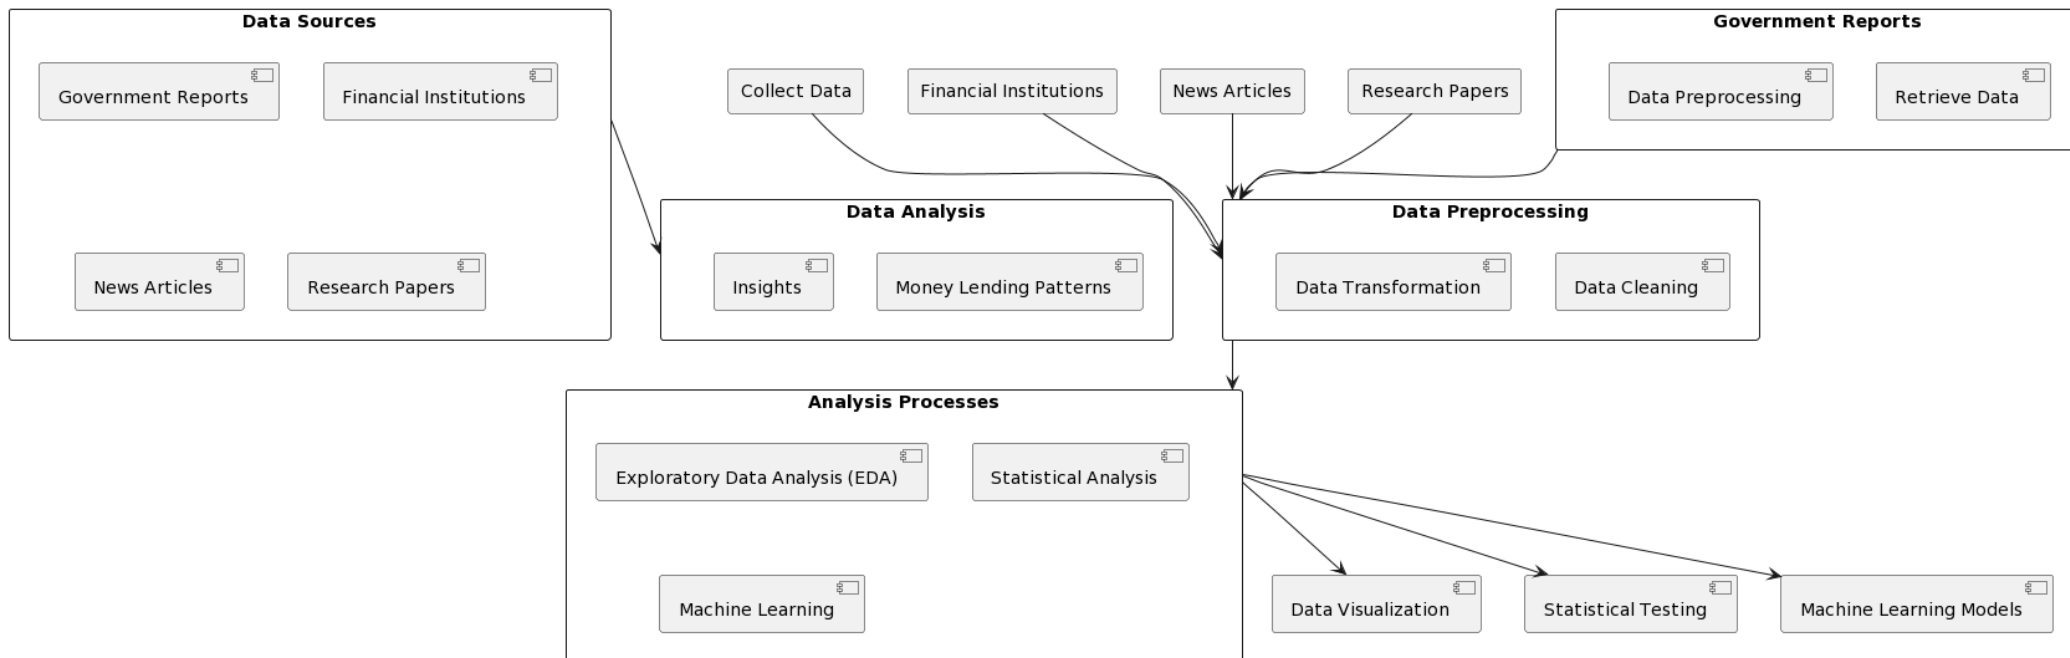 Data Sources
Government Reports
Financial Institutions
News Articles
Research Papers
Collect Data
Financial Institutions
News Articles
Research Papers
Government Reports
Data Preprocessing
Retrieve Data
Data Analysis
Insights
Money Lending Patterns
Data Preprocessing
Data Transformation
Data Cleaning
Analysis Processes
Exploratory Data Analysis (EDA)
Statistical Analysis
Machine Learning
Data Visualization
Statistical Testing
Machine Learning Models